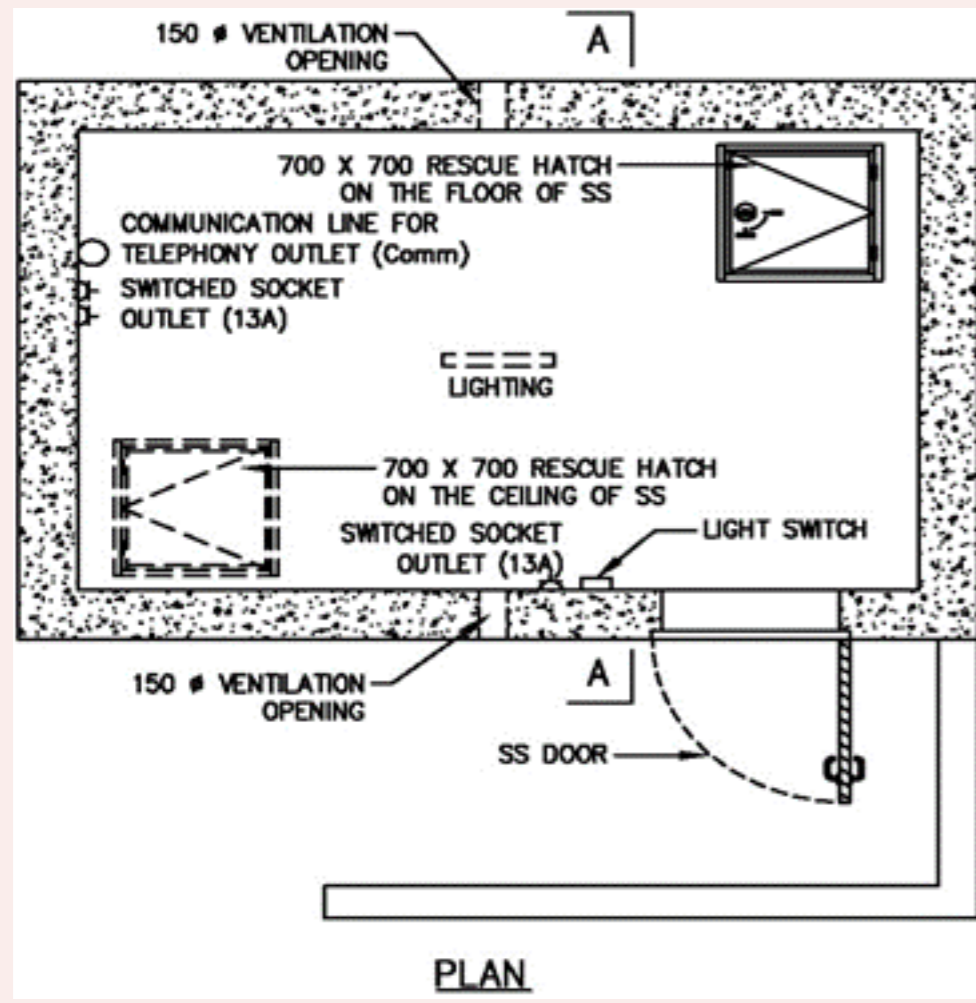 150 ø VENTILATION
OPENING
A
700 X 700 RESCUE HATCH
ON THE FLOOR OF SS
COMMUNICATION LINE FOR
TELEPHONY OUTLET (Comm)
SWITCHED SOCKET
OUTLET (13A)
LIGHTING
700 X 700 RESCUE HATCH
ON THE CEILING OF SS
SWITCHED SOCKET
OUTLET (13A)
LIGHT SWITCH
150 ø VENTILATION
OPENING
A
SS DOOR
PLAN